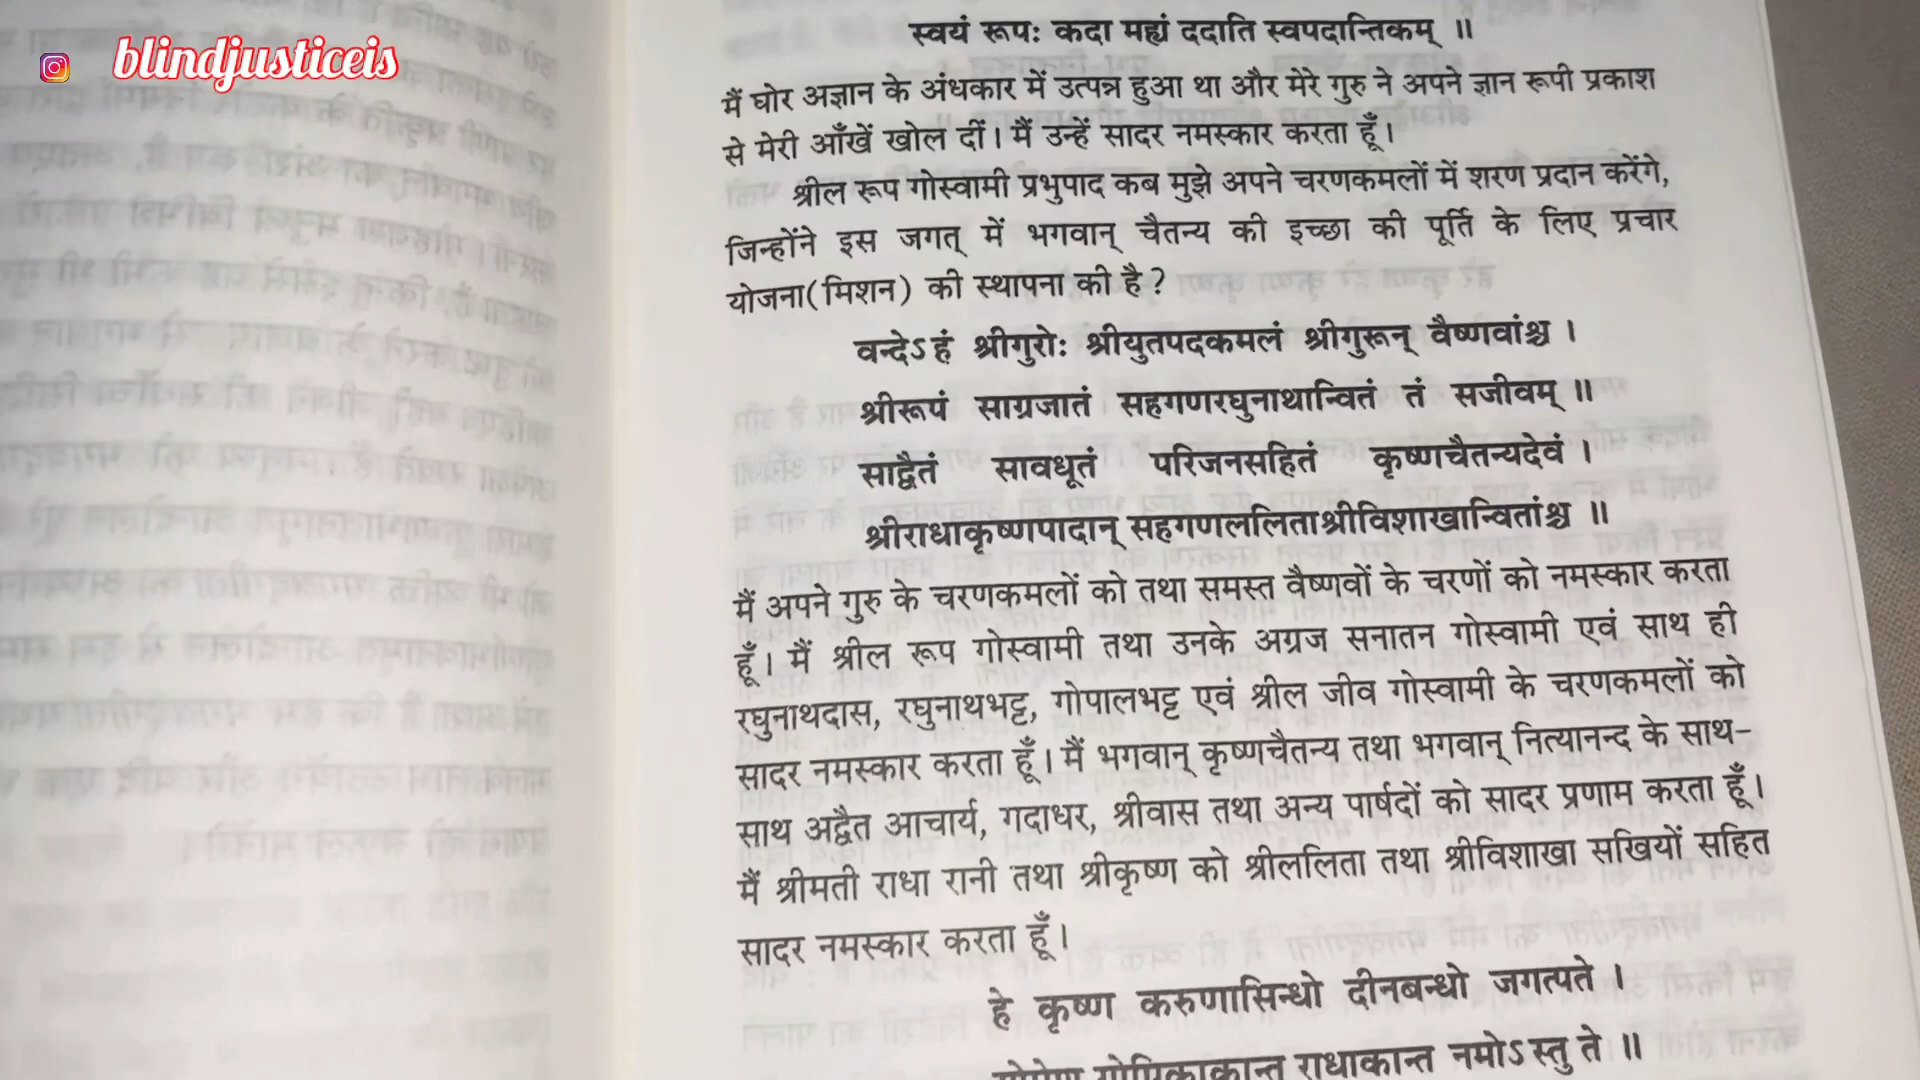 blindjusticeis
स्वयं रूपः कदा मह्यं ददाति स्वपदान्तिकम् ॥
मैं घोर अज्ञान के अंधकार में उत्पन्न हुआ था और मेरे गुरु ने अपने ज्ञान रूपी प्रकाश
से मेरी आँखें खोल दीं। मैं उन्हें सादर नमस्कार करता हूँ।
श्रील रूप गोस्वामी प्रभुपाद कब मुझे अपने चरणकमलों में शरण प्रदान करेंगे,
जिन्होंने इस जगत् में भगवान् चैतन्य की इच्छा की पूर्ति के लिए प्रचार
योजना(मिशन) की स्थापना की है?
वन्देऽहं श्रीगुरोः श्रीयुतपदकमलं श्रीगुरून् वैष्णवांश्च ।
श्रीरूपं साग्रजातं सहगणरघुनाथान्वितं तं सजीवम् ॥
साद्वैतं सावधूतं परिजनसहितं कृष्णचैतन्यदेवं ।
श्रीराधाकृष्णपादान् सहगणललिताश्रीविशाखान्वितांश्च ॥
मैं अपने गुरु के चरणकमलों को तथा समस्त वैष्णवों के चरणों को नमस्कार करता
हूँ। मैं श्रील रूप गोस्वामी तथा उनके अग्रज सनातन गोस्वामी एवं साथ ही
रघुनाथदास, रघुनाथभट्ट, गोपालभट्ट एवं श्रील जीव गोस्वामी के चरणकमलों को
सादर नमस्कार करता हूँ। मैं भगवान् कृष्णचैतन्य तथा भगवान् नित्यानन्द के साथ-
साथ अद्वैत आचार्य, गदाधर, श्रीवास तथा अन्य पार्षदों को सादर प्रणाम करता हूँ।
मैं श्रीमती राधा रानी तथा श्रीकृष्ण को श्रीललिता तथा श्रीविशाखा सखियों सहित
सादर नमस्कार करता हूँ।
हे कृष्ण करुणासिन्धो दीनबन्धो जगत्पते ।
गोपेश गोपिकाकान्त राधाकान्त नमोऽस्तु ते ॥